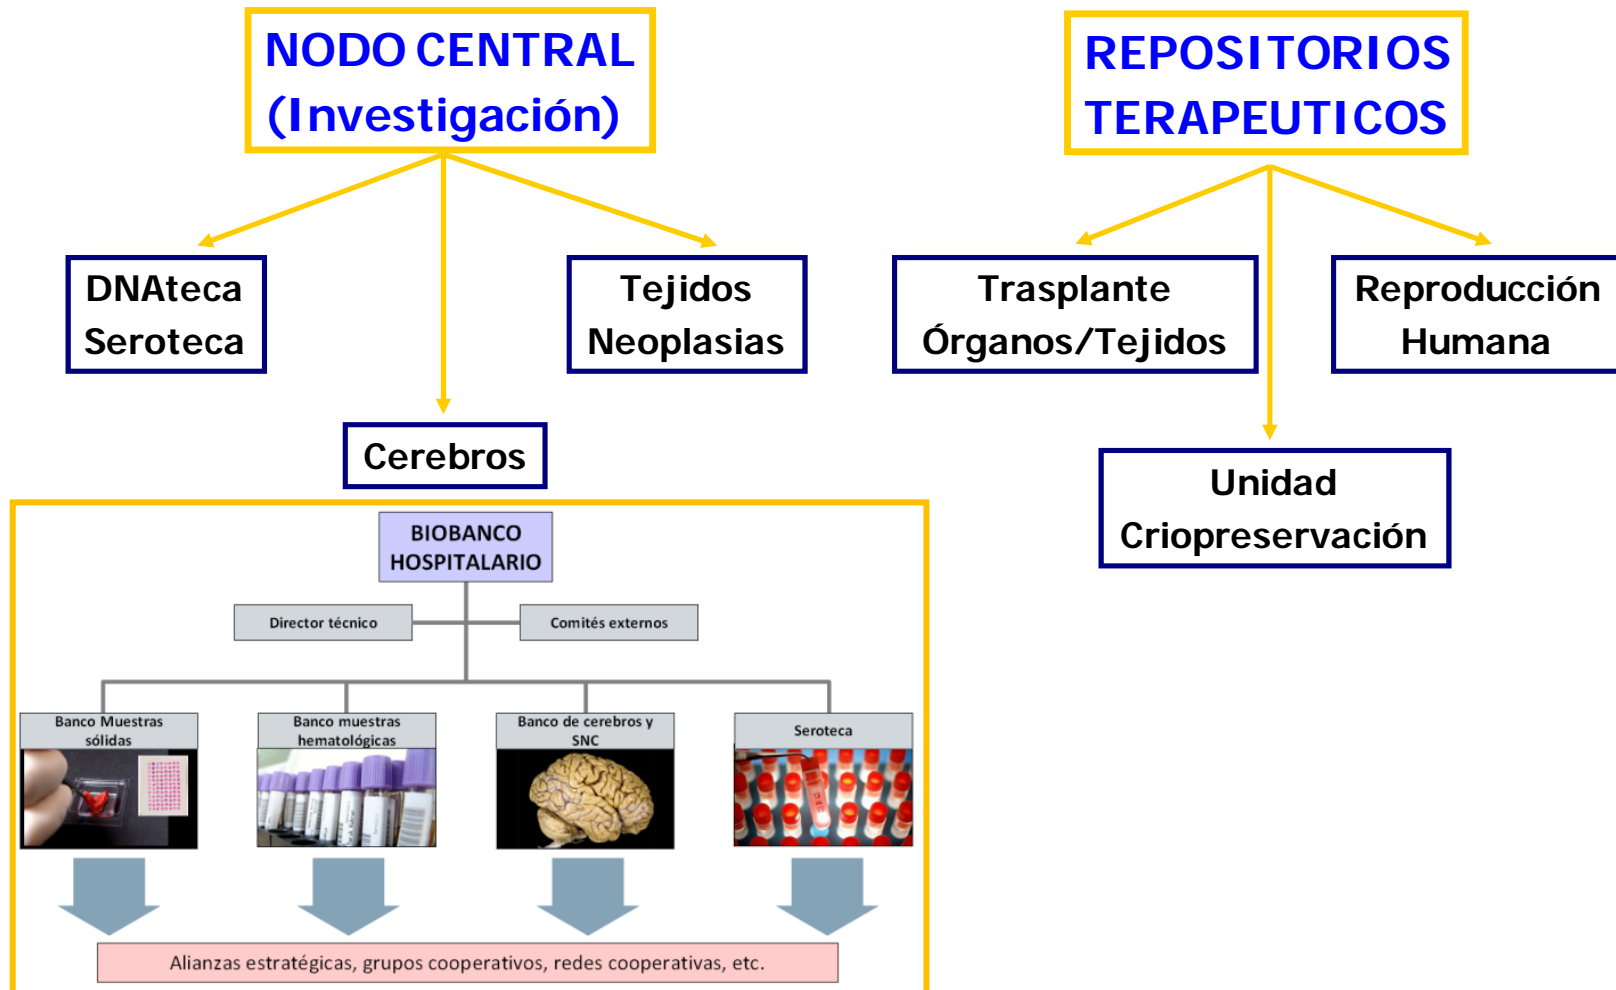 NODO CENTRAL
(Investigación)
REPOSITORIOS
TERAPEUTICOS
DNAteca
Seroteca
Tejidos
Neoplasias
Trasplante
Órganos/Tejidos
Reproducción
Humana
Cerebros
Unidad
Criopreservación
BIOBANCO
HOSPITALARIO
Director técnico
Comités externos
Banco Muestras
sólidas
Banco muestras
hematológicas
Banco de cerebros y
SNC
Seroteca
Alianzas estratégicas, grupos cooperativos, redes cooperativas, etc.